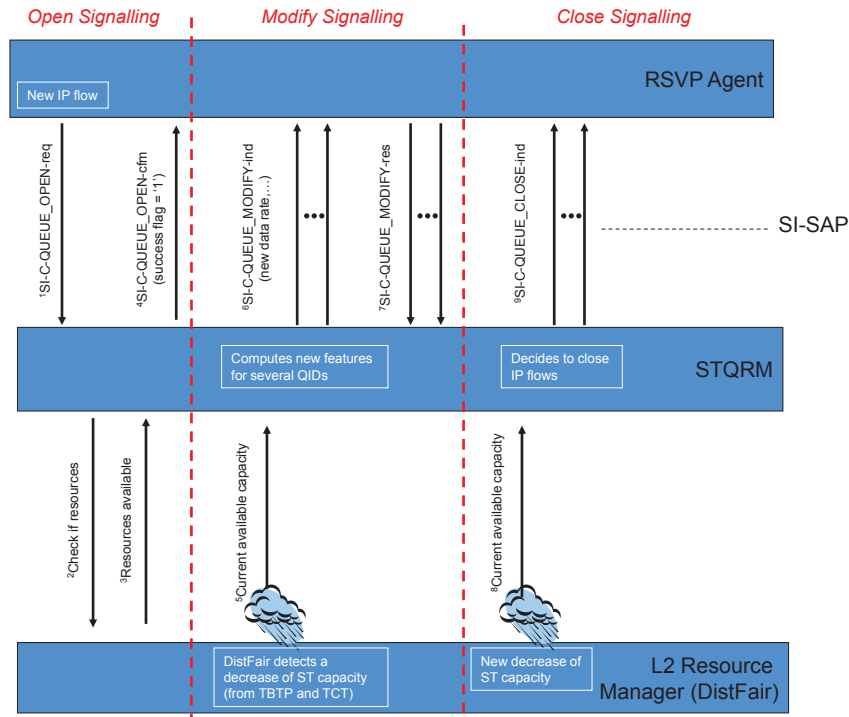 Open Signalling
Modify Signalling
Close Signalling
RSVP Agent
New IP flow
¹SI-C-QUEUE_OPEN-req
⁴SI-C-QUEUE_OPEN-cfm
(success flag = '1')
⁶SI-C-QUEUE_MODIFY-ind
(new data rate,…)
⁷SI-C-QUEUE_MODIFY-res
⁹SI-C-QUEUE_CLOSE-ind
SI-SAP
Computes new features
for several QIDs
Decides to close
IP flows
STQRM
²Check if resources
³Resources available
⁵Current available capacity
⁸Current available capacity
DistFair detects a
decrease of ST capacity
(from TBTP and TCT)
New decrease of
ST capacity
L2 Resource
Manager (DistFair)